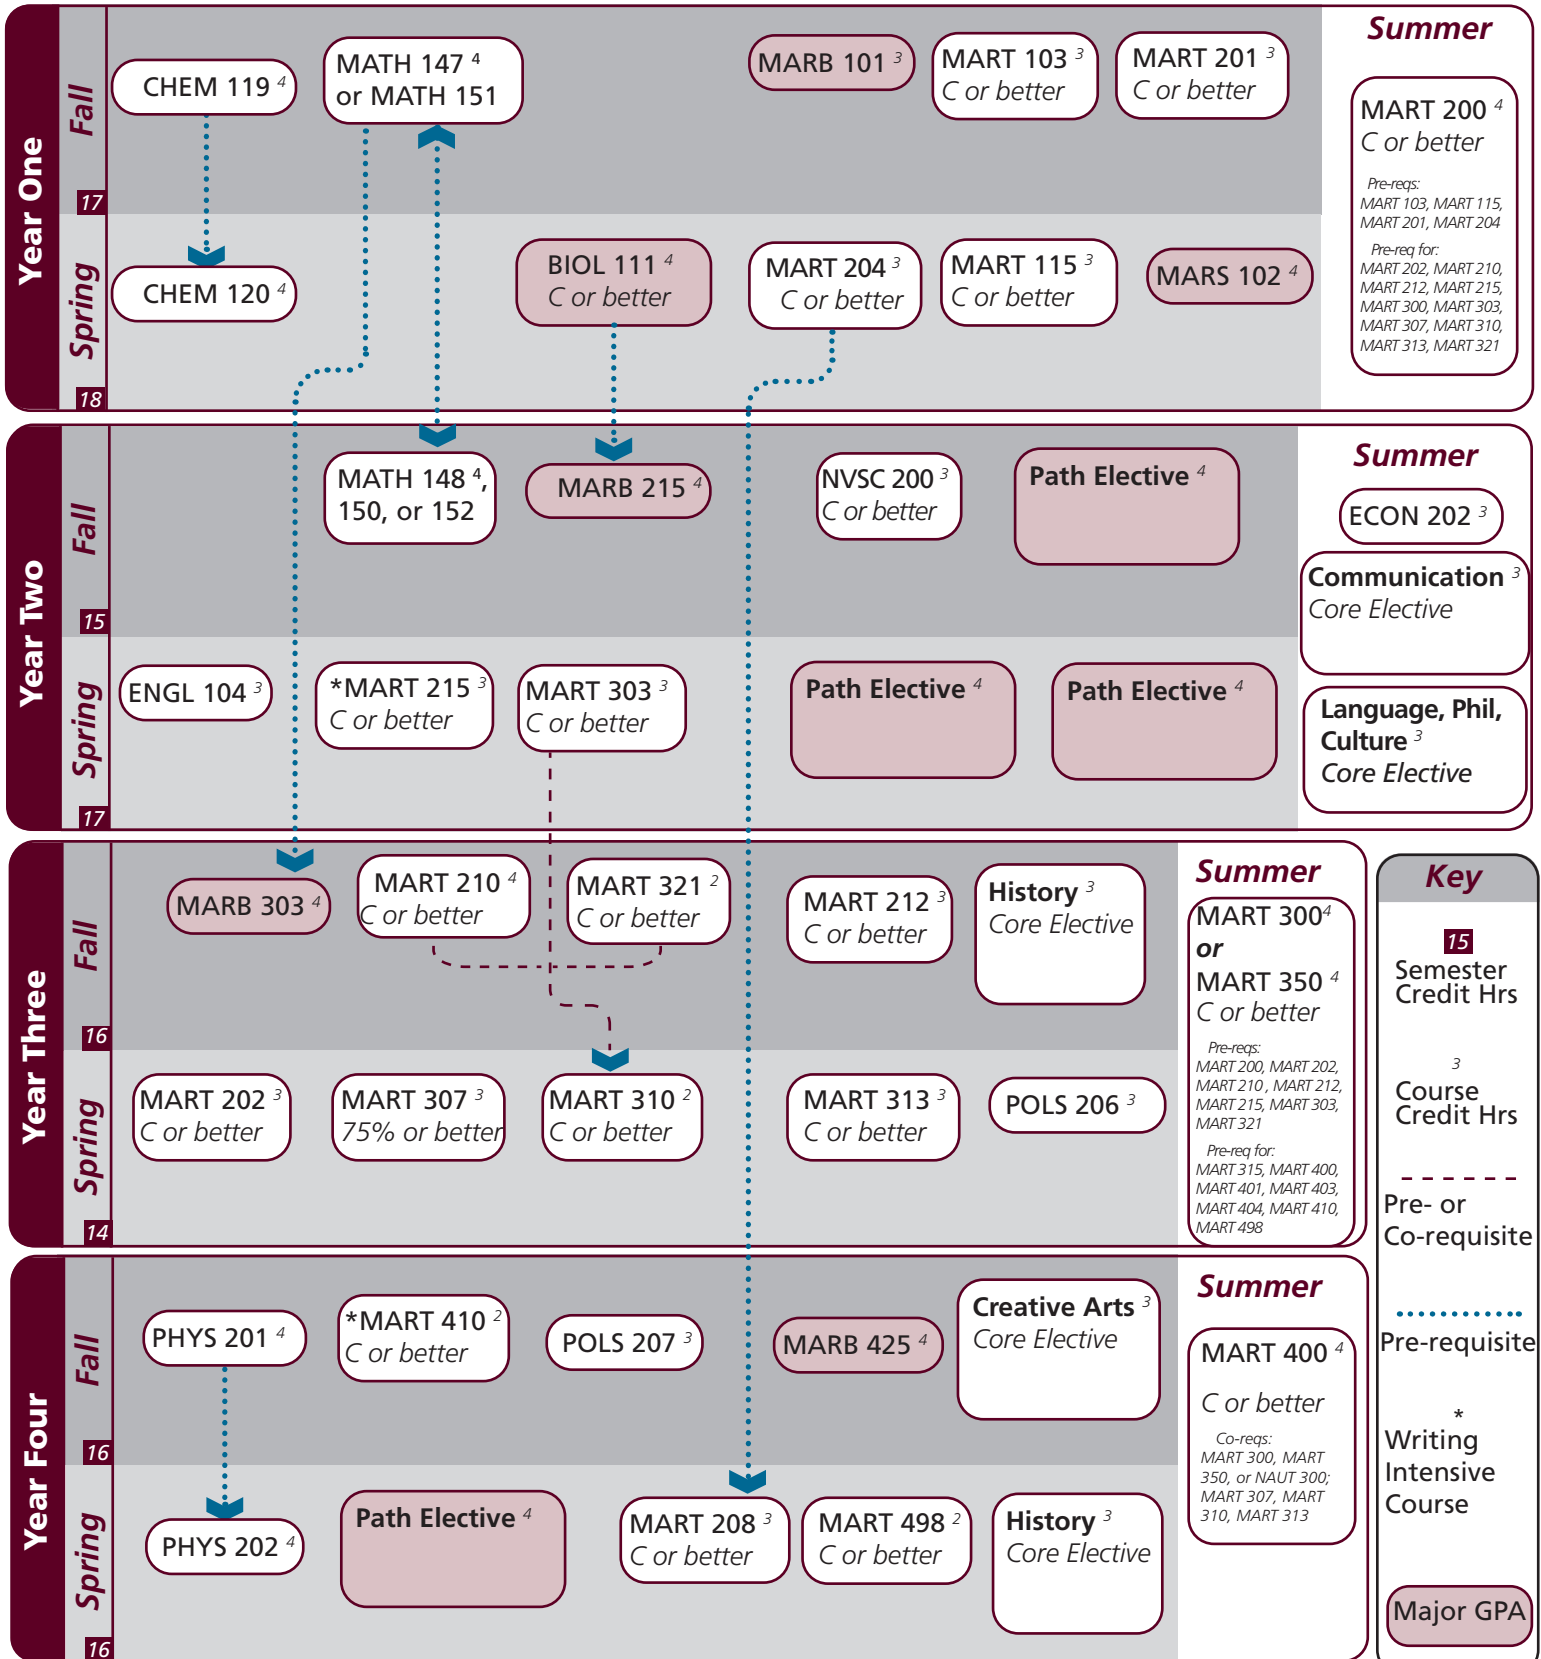 Year One
Fall
CHEM 119 4
MATH 147 4
or MATH 151
MARB 101 3
MART 103 3
C or better
MART 201 3
C or better
17
Spring
CHEM 120 4
BIOL 111 4
C or better
MART 204 3
C or better
MART 115 3
C or better
MARS 102 4
18
Summer
MART 200 4
C or better
Pre-reqs:
MART 103, MART 115,
MART 201, MART 204
Pre-req for:
MART 202, MART 210,
MART 212, MART 215,
MART 300, MART 303,
MART 307, MART 310,
MART 313, MART 321
Year Two
Fall
MATH 148 4,
150, or 152
MARB 215 4
NVSC 200 3
C or better
Path Elective 4
15
Spring
ENGL 104 3
*MART 215 3
C or better
MART 303 3
C or better
Path Elective 4
Path Elective 4
17
Summer
ECON 202 3
Communication 3
Core Elective
Language, Phil,
Culture 3
Core Elective
Year Three
Fall
MARB 303 4
MART 210 4
C or better
MART 321 2
C or better
MART 212 3
C or better
History 3
Core Elective
16
Spring
MART 202 3
C or better
MART 307 3
75% or better
MART 310 2
C or better
MART 313 3
C or better
POLS 206 3
14
Summer
MART 300 4
or
MART 350 4
C or better
Pre-reqs:
MART 200, MART 202,
MART 210 , MART 212,
MART 215, MART 303,
MART 321
Pre-req for:
MART 315, MART 400,
MART 401, MART 403,
MART 404, MART 410,
MART 498
Year Four
Fall
PHYS 201 4
*MART 410 2
C or better
POLS 207 3
MARB 425 4
Creative Arts 3
Core Elective
16
Spring
PHYS 202 4
Path Elective 4
MART 208 3
C or better
MART 498 2
C or better
History 3
Core Elective
16
Summer
MART 400 4
C or better
Co-reqs:
MART 300, MART
350, or NAUT 300;
MART 307, MART
310, MART 313
Key
15
Semester
Credit Hrs
3
Course
Credit Hrs
Pre- or
Co-requisite
Pre-requisite
*
Writing
Intensive
Course
Major GPA